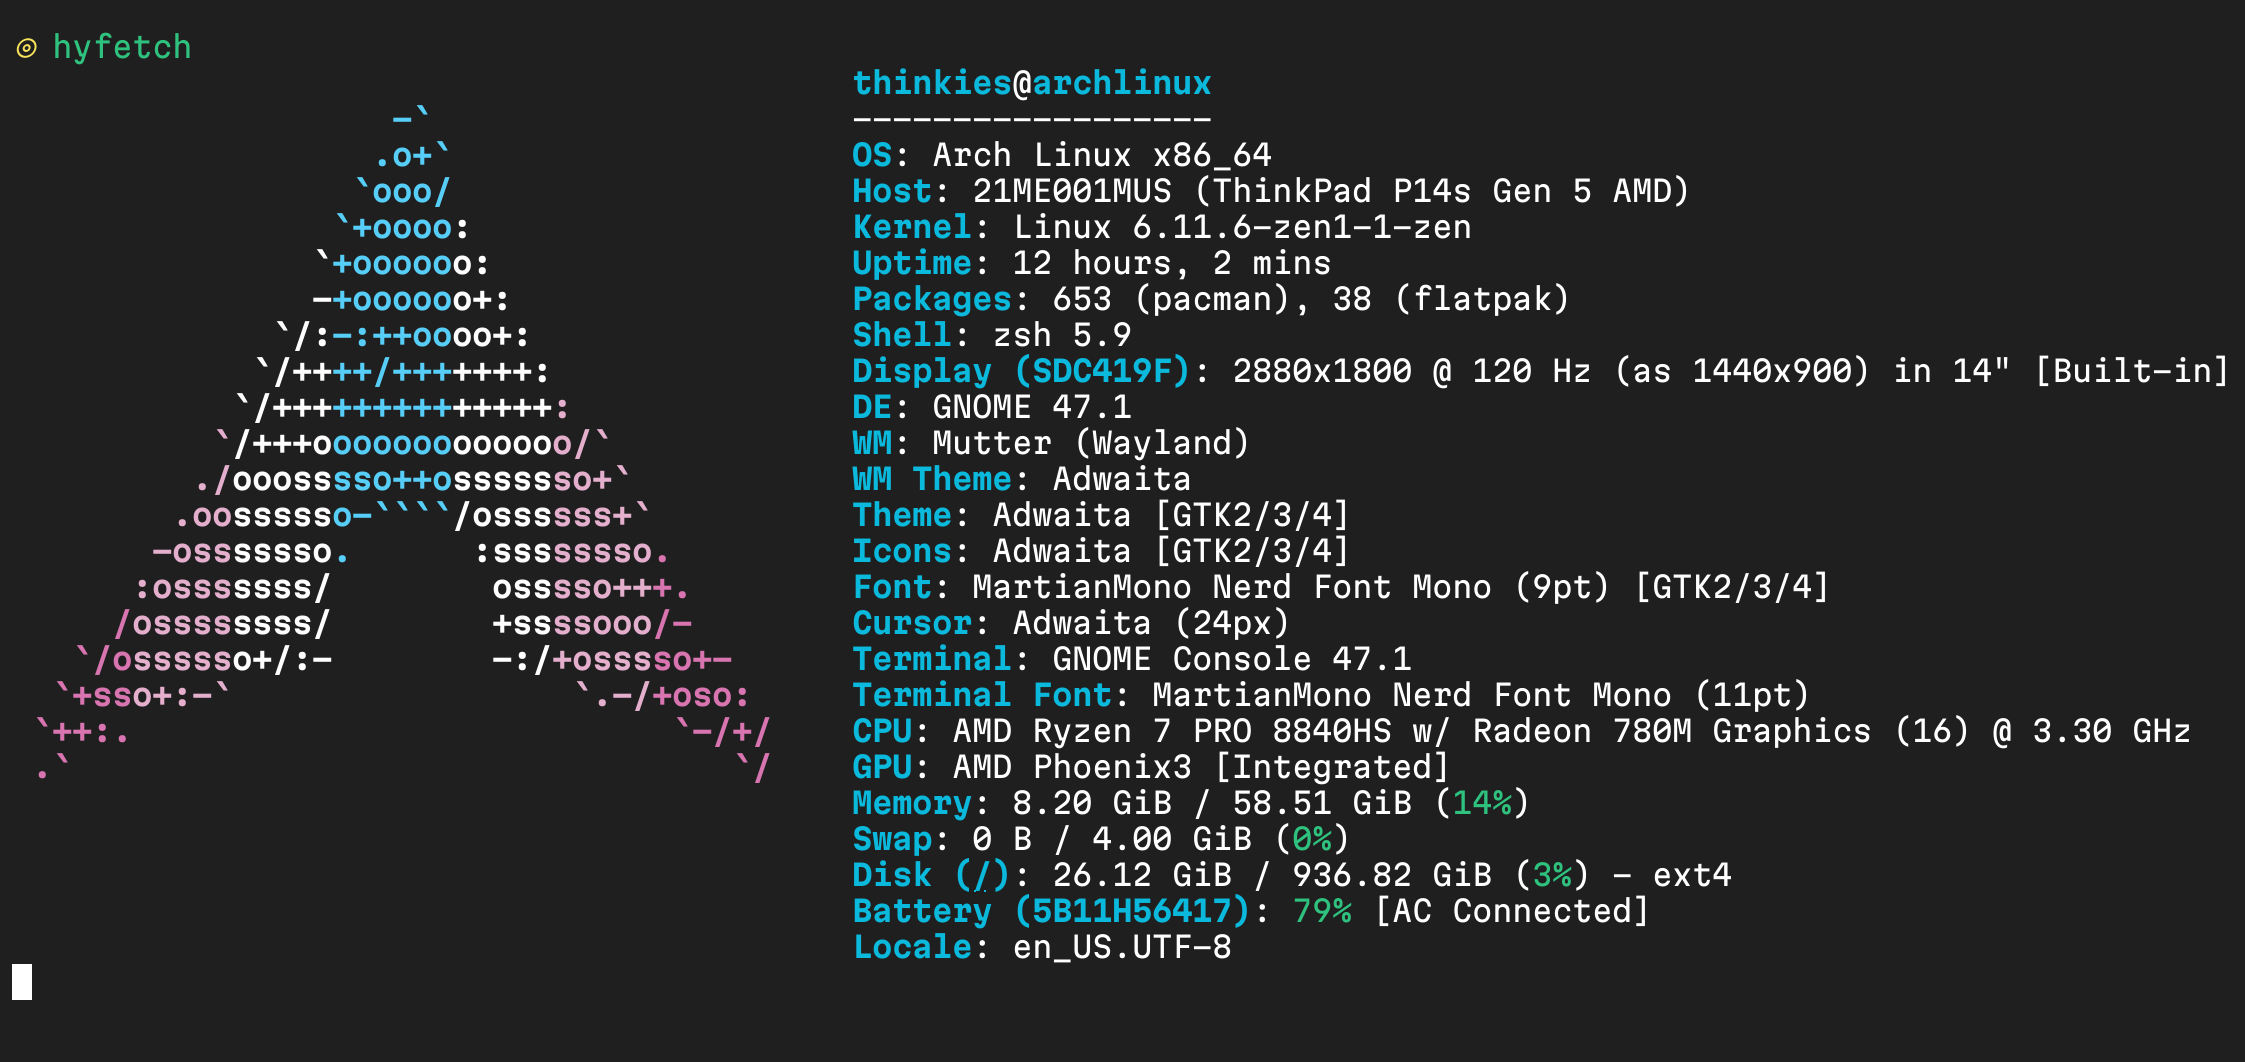 ◎ hyfetch
thinkies@archlinux
-----------------
-`
.o+`
OS: Arch Linux x86_64
`ooo/
Host: 21ME001MUS (ThinkPad P14s Gen 5 AMD)
`+oooo:
Kernel: Linux 6.11.6-zen1-1-zen
`+oooooo:
Uptime: 12 hours, 2 mins
-+oooooo+:
Packages: 653 (pacman), 38 (flatpak)
`/:-:++oooo+:
Shell: zsh 5.9
`/++++/+++++++:
Display (SDC419F): 2880x1800 @ 120 Hz (as 1440x900) in 14" [Built-in]
`/++++++++++++++:
DE: GNOME 47.1
`/+++ooooooooooooo/`
WM: Mutter (Wayland)
./ooosssso++osssssso+`
WM Theme: Adwaita
.oossssso-````/ossssss+`
Theme: Adwaita [GTK2/3/4]
-osssssso.      :ssssssso.
Icons: Adwaita [GTK2/3/4]
:osssssss/        osssso+++.
Font: MartianMono Nerd Font Mono (9pt) [GTK2/3/4]
/ossssssss/        +ssssooo/-
Cursor: Adwaita (24px)
`/ossssso+/:-        -:/+osssso+-
Terminal: GNOME Console 47.1
`+sso+:-`                 `.-/+oso:
Terminal Font: MartianMono Nerd Font Mono (11pt)
`++:.                           `-/+/
CPU: AMD Ryzen 7 PRO 8840HS w/ Radeon 780M Graphics (16) @ 3.30 GHz
.`                                 `/
GPU: AMD Phoenix3 [Integrated]
Memory: 8.20 GiB / 58.51 GiB (14%)
Swap: 0 B / 4.00 GiB (0%)
Disk (/): 26.12 GiB / 936.82 GiB (3%) - ext4
Battery (5B11H56417): 79% [AC Connected]
Locale: en_US.UTF-8